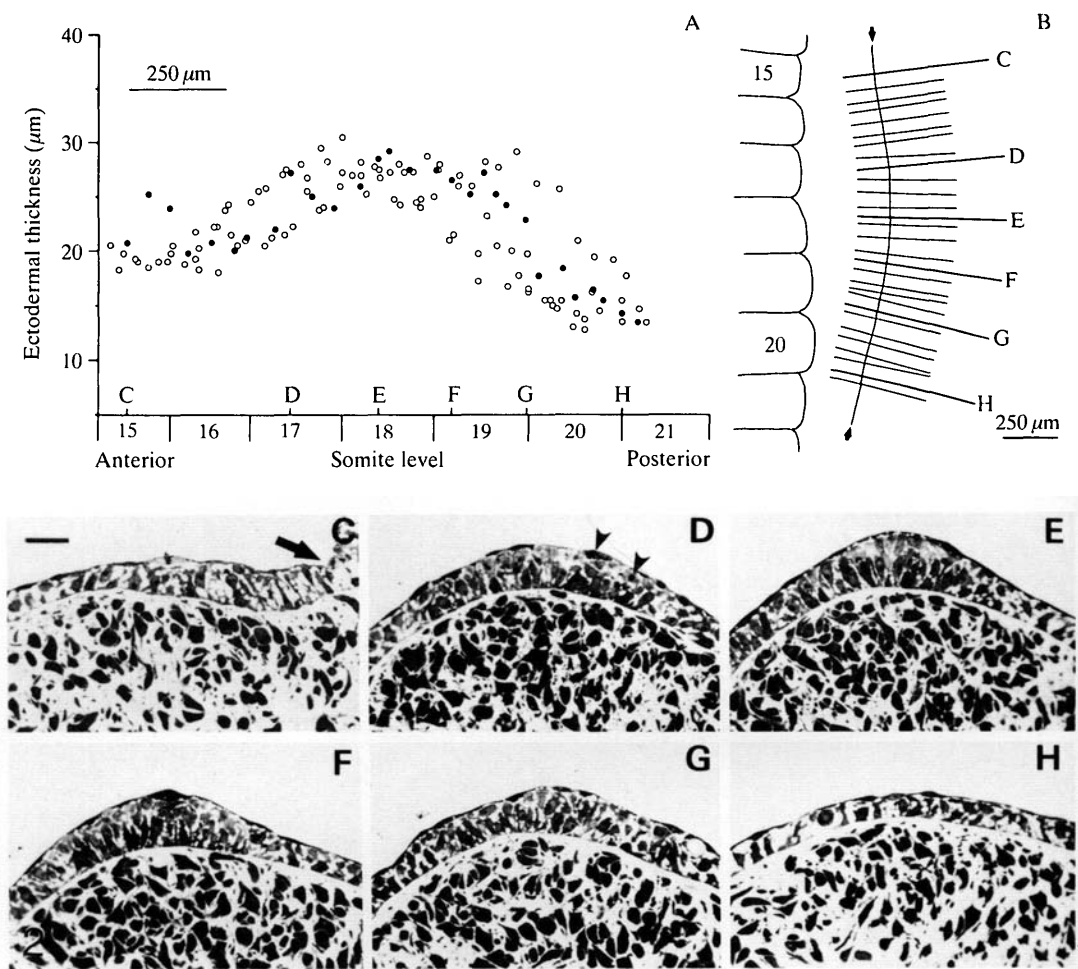 A
B
40
30
20
10
Ectodermal thickness (μm)
250 μm
C D E F G H
15 16 17 18 19 20 21
Anterior Somite level Posterior
15
20
C
D
E
F
G
H
250 μm
C
D
E
F
G
H